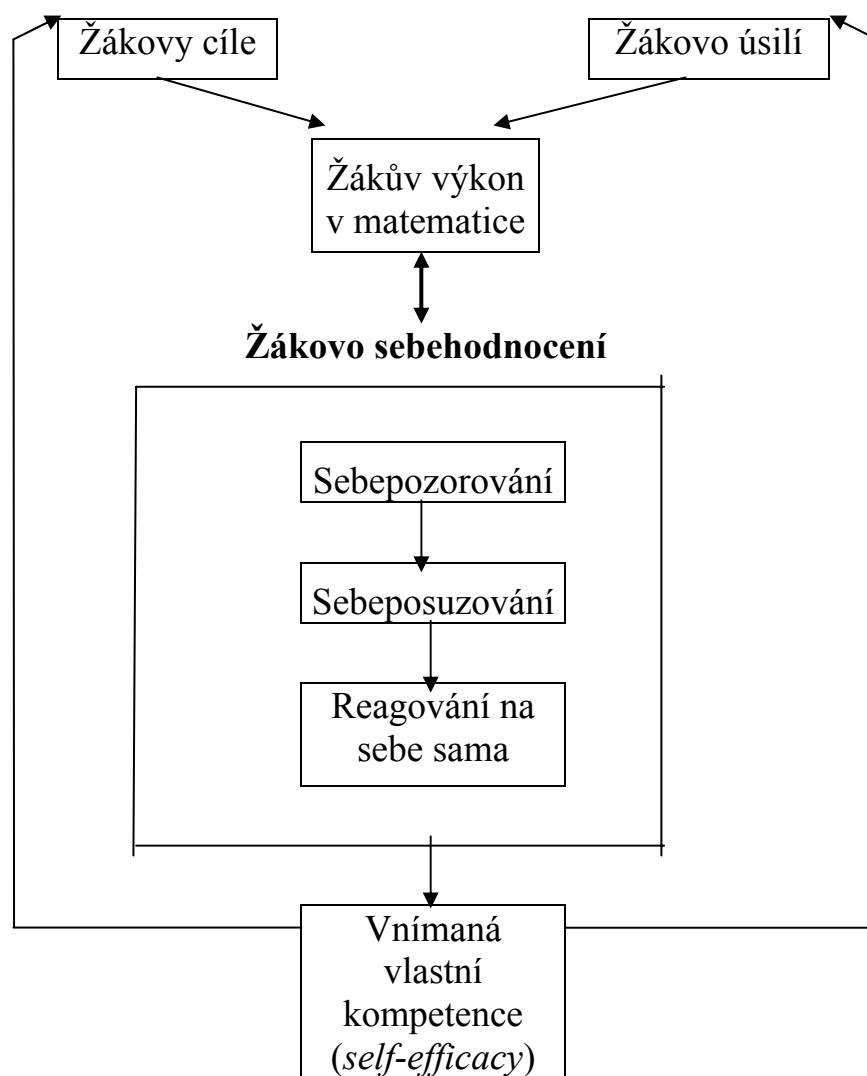 Žákovy cíle
Žákovo úsilí
Žákův výkon
v matematice
Žákovo sebehodnocení
Sebepozorování
Sebeposuzování
Reagování na
sebe sama
Vnímaná
vlastní
kompetence
(self-efficacy)